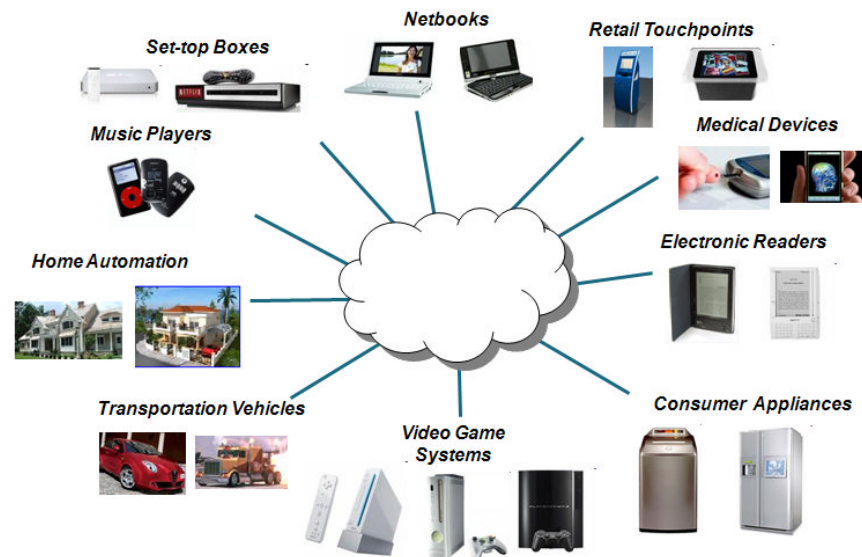 Netbooks
Retail Touchpoints
Set-top Boxes
NETFLIX
Music Players
Medical Devices
Home Automation
Electronic Readers
Transportation Vehicles
Video Game
Systems
Consumer Appliances